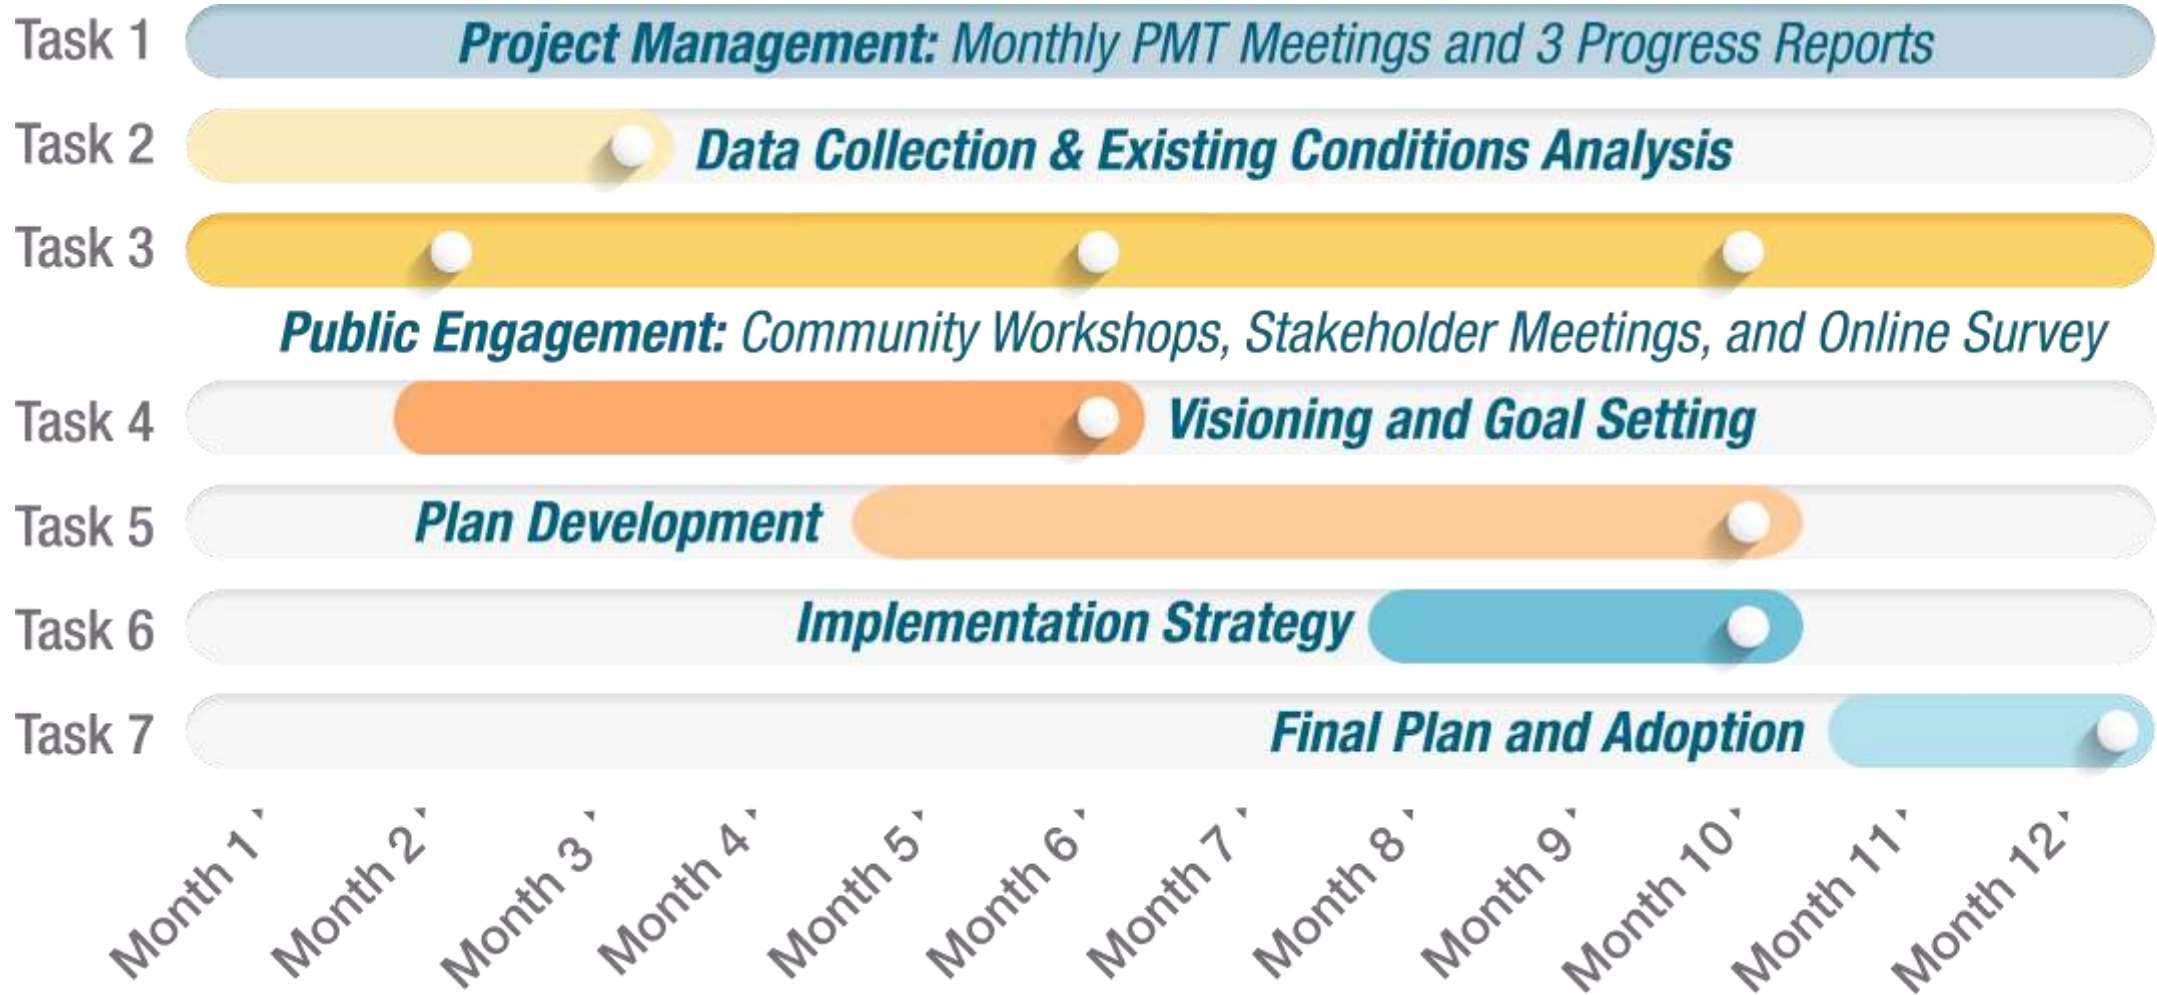 Task 1 Project Management: Monthly PMT Meetings and 3 Progress Reports
Task 2 Data Collection & Existing Conditions Analysis
Task 3
Public Engagement: Community Workshops, Stakeholder Meetings, and Online Survey
Task 4 Visioning and Goal Setting
Task 5 Plan Development
Task 6 Implementation Strategy
Task 7 Final Plan and Adoption
Month 1
Month 2
Month 3
Month 4
Month 5
Month 6
Month 7
Month 8
Month 9
Month 10
Month 11
Month 12